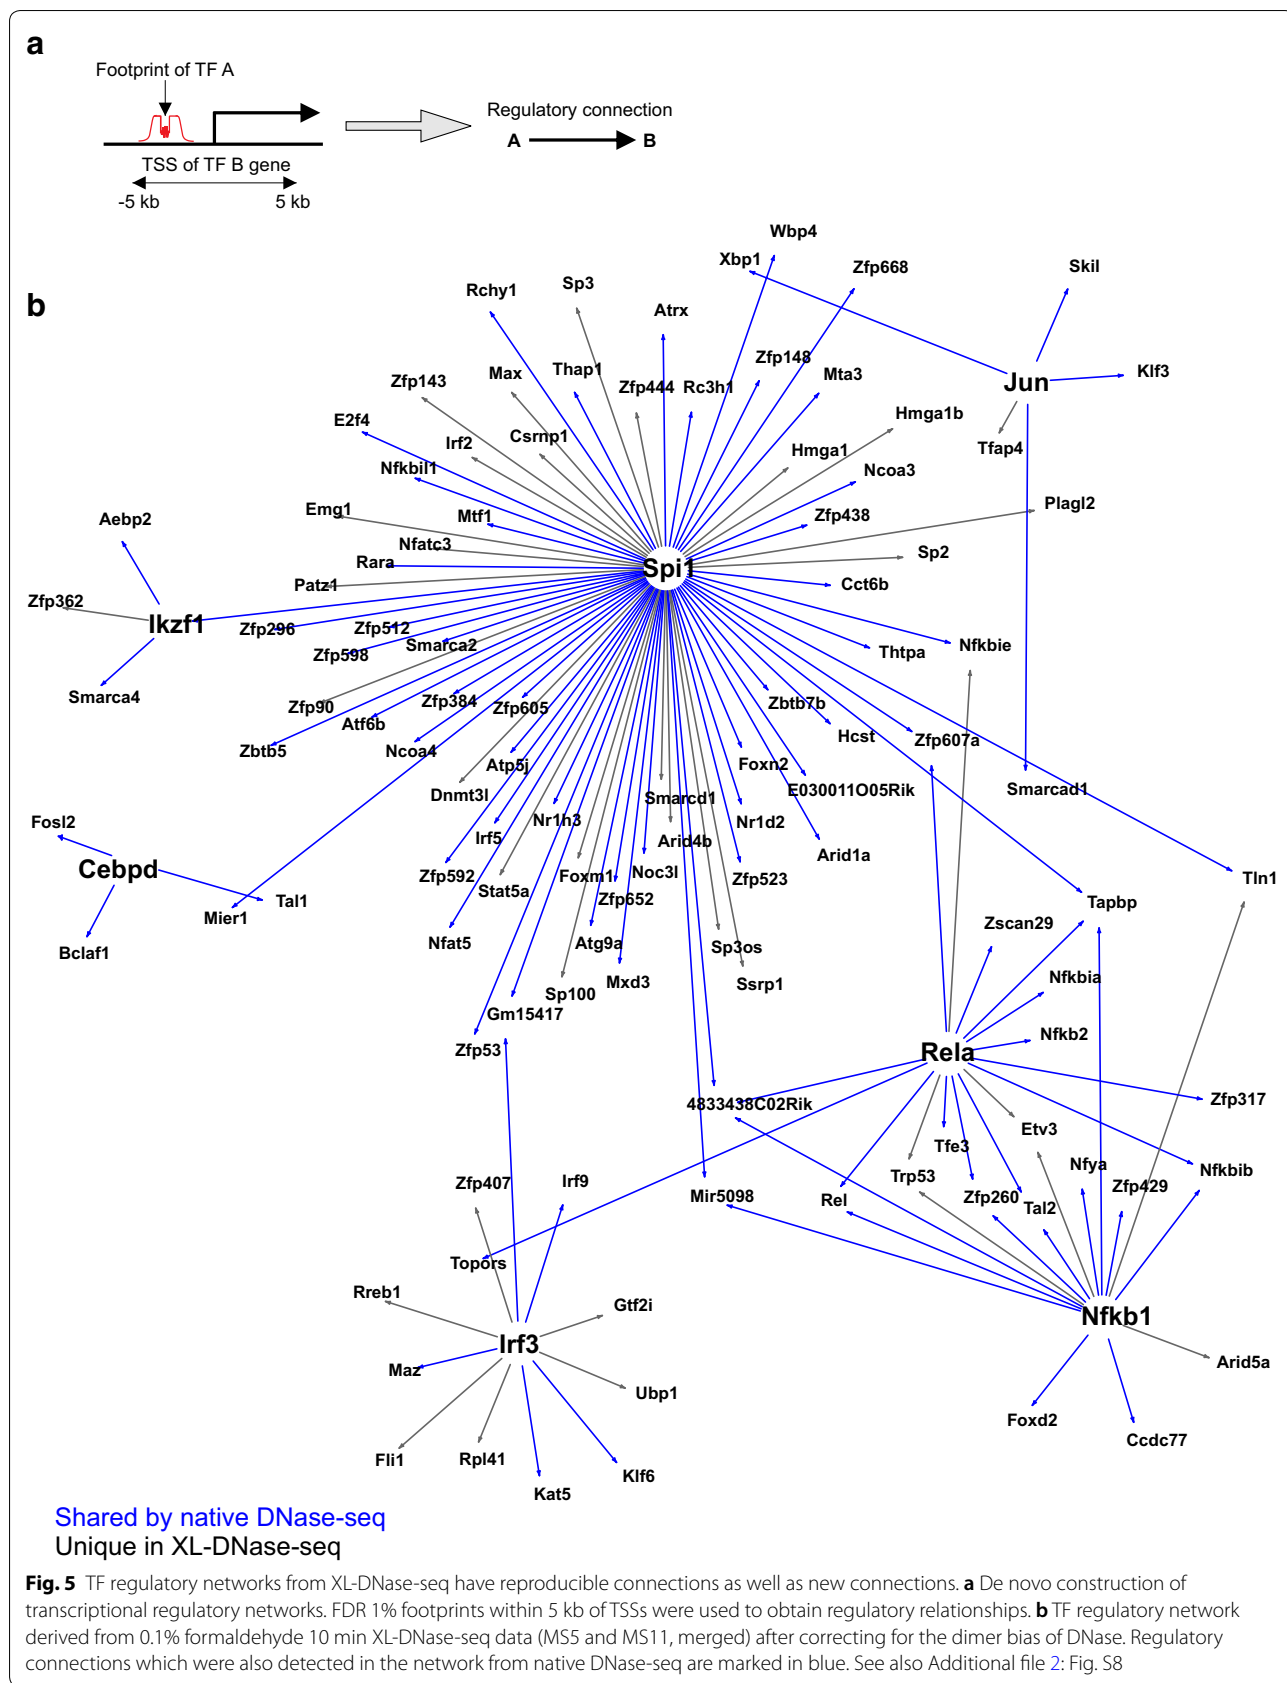 a
Footprint of TF A
Regulatory connection
A B
TSS of TF B gene
-5 kb 5 kb
b
Wbp4
Xbp1
Zfp668
Skil
Rchy1
Sp3
Atrx
Zfp148
Klf3
Jun
Zfp143
Max
Thap1
Zfp444
Rc3h1
Mta3
E2f4
Irf2
Csrnp1
Hmga1b
Tfap4
Nfkbil1
Hmga1
Ncoa3
Emg1
Mtf1
Zfp438
Plagl2
Aebp2
Nfatc3
Rara
Sp2
Spi1
Patz1
Cct6b
Zfp362
Ikzf1
Zfp296
Zfp512
Zfp598
Smarca2
Thtpa
Nfkbie
Smarca4
Zfp90
Zfp384
Zfp605
Zbtb7b
Atf6b
Hcst
Zfp607a
Zbtb5
Ncoa4
Atp5j
Foxn2
Dnmt3l
Smarcd1
E030011O05Rik
Smarcad1
Fosl2
Nr1h3
Nr1d2
Irf5
Arid4b
Arid1a
Cebpd
Zfp592
Stat5a
Foxm1
Noc3l
Zfp523
Tln1
Tal1
Zfp652
Tapbp
Mier1
Bclaf1
Nfat5
Atg9a
Sp3os
Zscan29
Mxd3
Ssrp1
Nfkbia
Sp100
Gm15417
Nfkb2
Zfp53
Rela
4833438C02Rik
Zfp317
Etv3
Tfe3
Nfya
Nfkbib
Zfp407
Irf9
Mir5098
Rel
Trp53
Zfp260
Tal2
Zfp429
Topors
Rreb1
Gtf2i
Nfkb1
Irf3
Maz
Ubp1
Arid5a
Foxd2
Ccdc77
Fli1
Rpl41
Klf6
Kat5
Shared by native DNase-seq
Unique in XL-DNase-seq
Fig. 5 TF regulatory networks from XL-DNase-seq have reproducible connections as well as new connections. a De novo construction of
transcriptional regulatory networks. FDR 1% footprints within 5 kb of TSSs were used to obtain regulatory relationships. b TF regulatory network
derived from 0.1% formaldehyde 10 min XL-DNase-seq data (MS5 and MS11, merged) after correcting for the dimer bias of DNase. Regulatory
connections which were also detected in the network from native DNase-seq are marked in blue. See also Additional file 2: Fig. S8